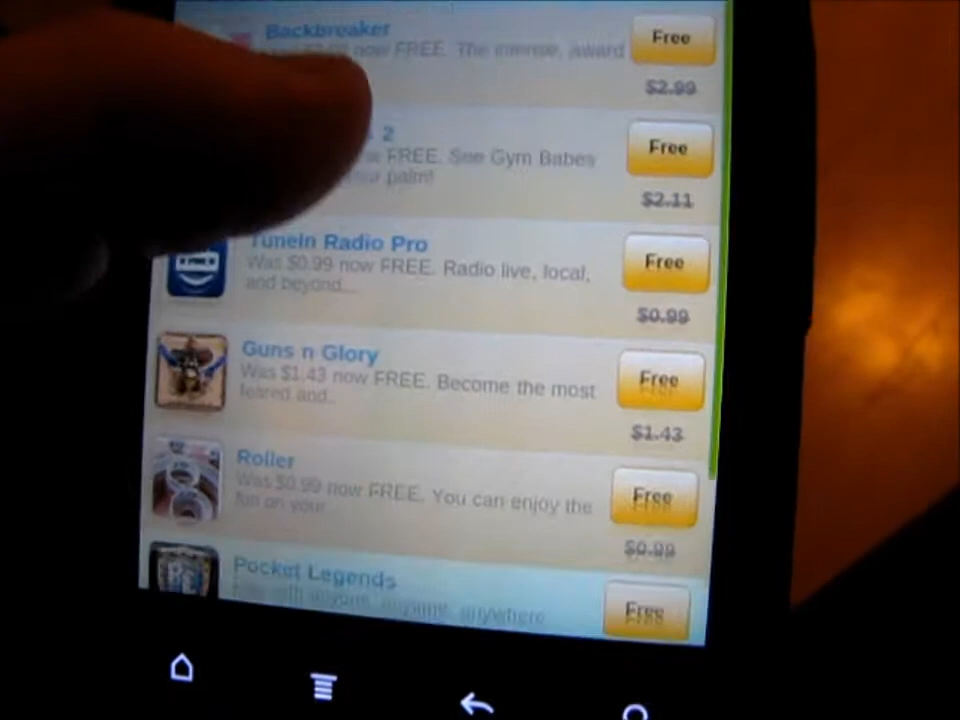 Backbreaker
now FREE. The intense, award
Free
$2.99
2
FREE. See Gym Babes
palm!
Free
$2.11
TuneIn Radio Pro
Was $0.99 now FREE. Radio live, local,
and beyond...
Free
$0.99
Guns n Glory
Was $1.43 now FREE. Become the most
feared and...
Free
$1.43
Roller
Was $0.99 now FREE. You can enjoy the
fun on your
Free
$0.99
Pocket Legends
with anyone, anytime, anywhere
Free